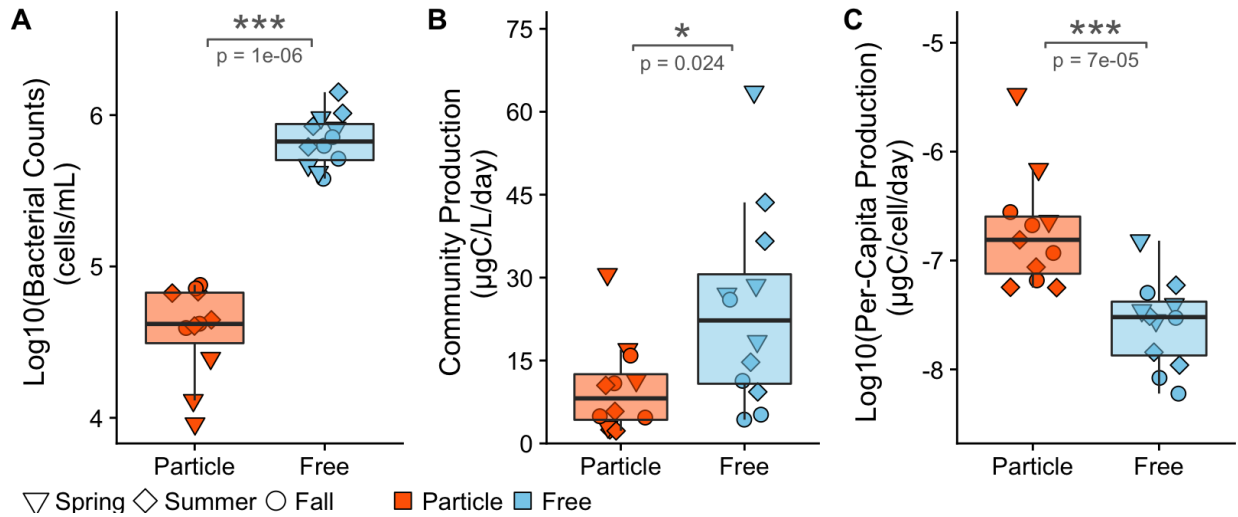 A
Log10(Bacterial Counts)
(cells/mL)
6
5
4
***
p = 1e-06
Particle
Free
B
Community Production
(µgC/L/day)
75
60
45
30
15
0
*
p = 0.024
Particle
Free
C
Log10(Per-Capita Production)
(µgC/cell/day)
-5
-6
-7
-8
***
p = 7e-05
Particle
Free
Spring Summer Fall Particle Free